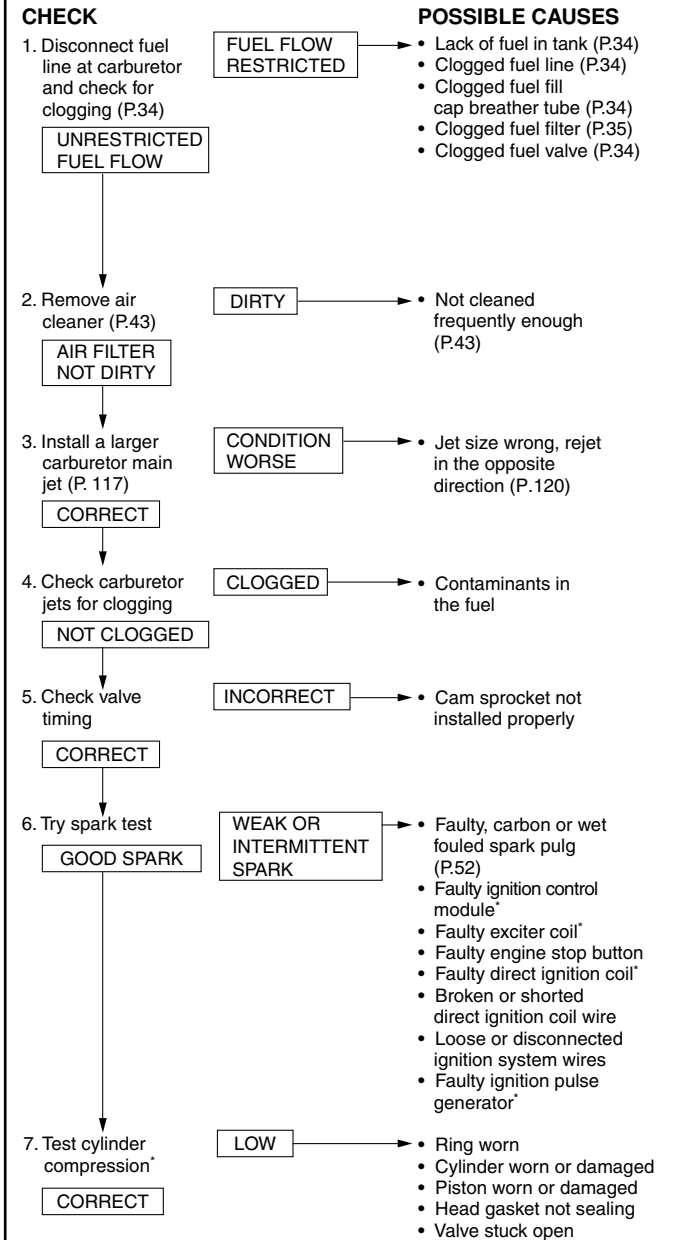 CHECK
POSSIBLE CAUSES
1. Disconnect fuel
line at carburetor
and check for
clogging (P.34)
UNRESTRICTED
FUEL FLOW
FUEL FLOW
RESTRICTED
• Lack of fuel in tank (P.34)
• Clogged fuel line (P.34)
• Clogged fuel fill
cap breather tube (P.34)
• Clogged fuel filter (P.35)
• Clogged fuel valve (P.34)
2. Remove air
cleaner (P.43)
AIR FILTER
NOT DIRTY
DIRTY
• Not cleaned
frequently enough
(P.43)
3. Install a larger
carburetor main
jet (P. 117)
CORRECT
CONDITION
WORSE
• Jet size wrong, rejet
in the opposite
direction (P.120)
4. Check carburetor
jets for clogging
NOT CLOGGED
CLOGGED
• Contaminants in
the fuel
5. Check valve
timing
CORRECT
INCORRECT
• Cam sprocket not
installed properly
6. Try spark test
GOOD SPARK
WEAK OR
INTERMITTENT
SPARK
• Faulty, carbon or wet
fouled spark pulg
(P.52)
• Faulty ignition control
module*
• Faulty exciter coil*
• Faulty engine stop button
• Faulty direct ignition coil*
• Broken or shorted
direct ignition coil wire
• Loose or disconnected
ignition system wires
• Faulty ignition pulse
generator*
7. Test cylinder
compression*
CORRECT
LOW
• Ring worn
• Cylinder worn or damaged
• Piston worn or damaged
• Head gasket not sealing
• Valve stuck open